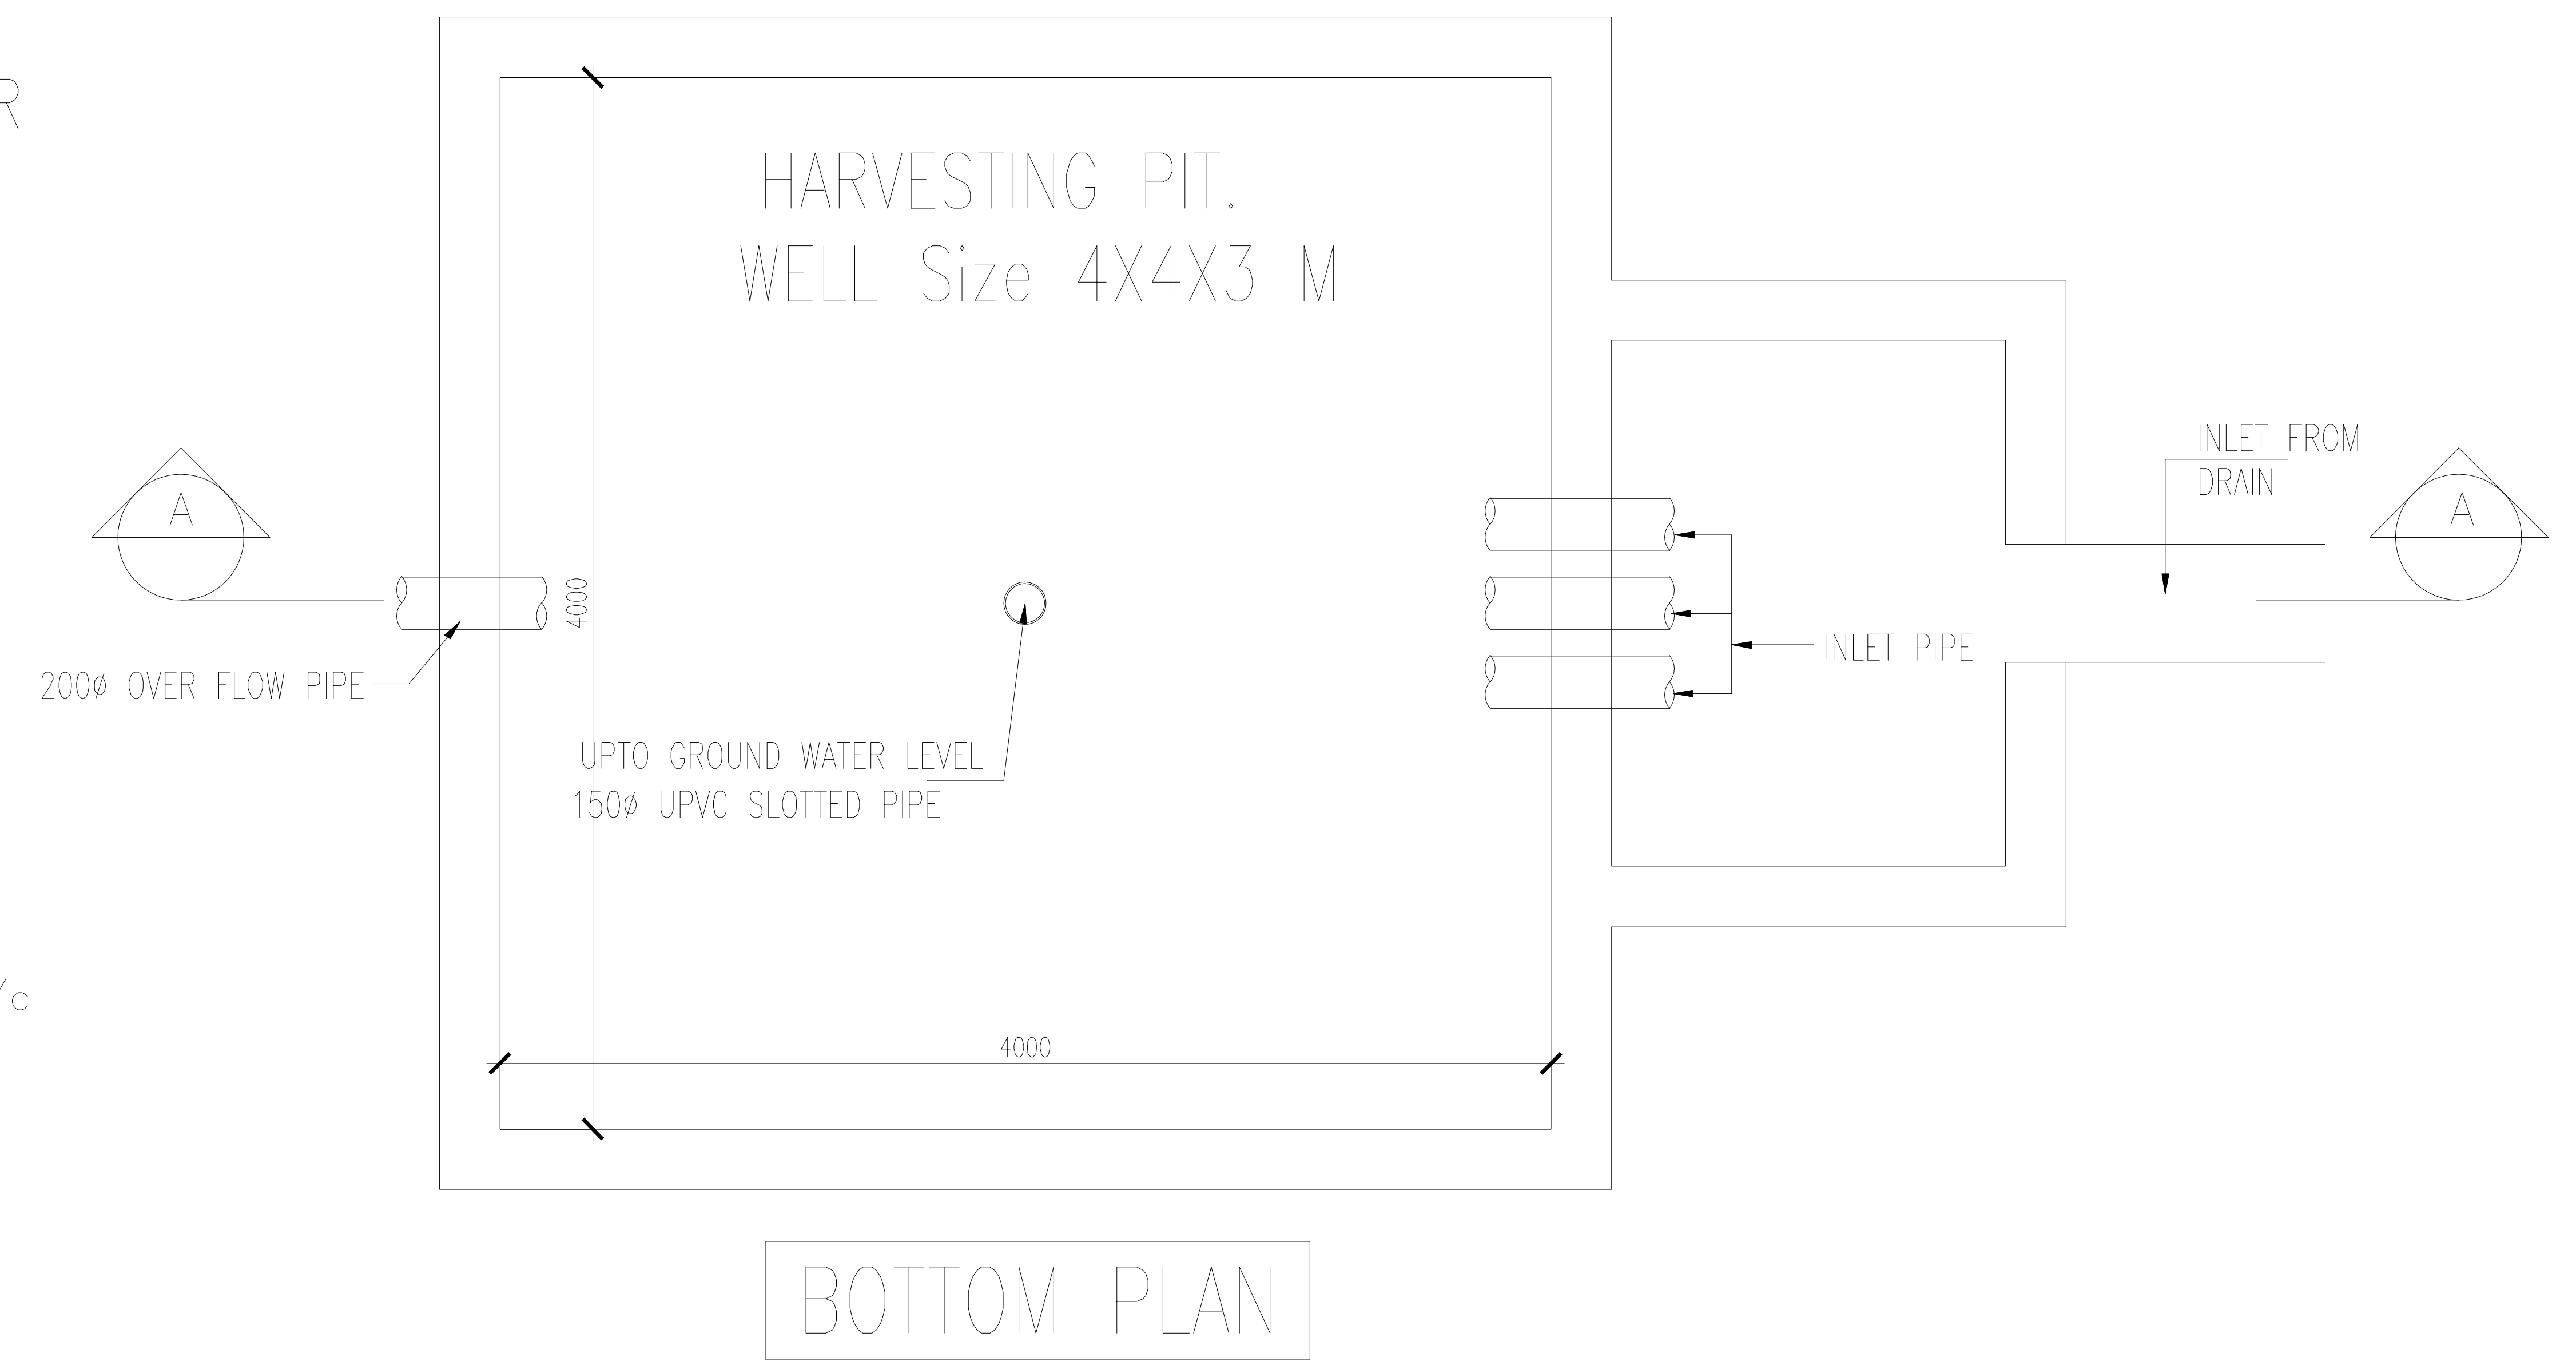 R
HARVESTING PIT.
WELL Size 4X4X3 M
INLET FROM
DRAIN
A
A
4000
INLET PIPE
200ø OVER FLOW PIPE
UPTO GROUND WATER LEVEL
150ø UPVC SLOTTED PIPE
/c
4000
BOTTOM PLAN